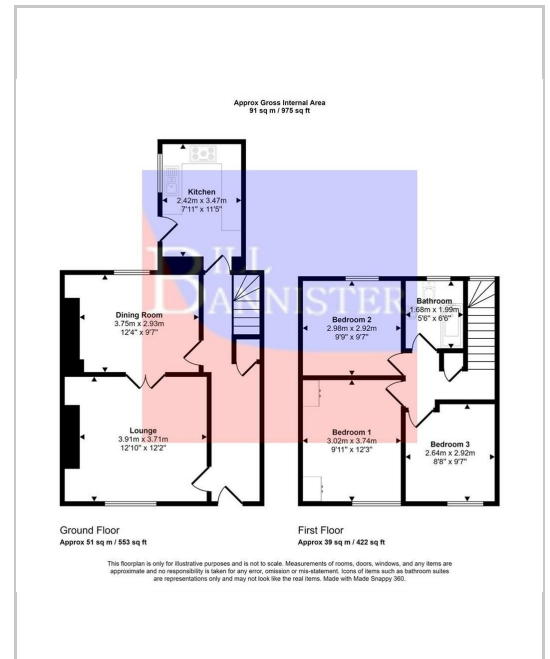 Approx Gross Internal Area
91 sq m / 975 sq ft
Kitchen
2.42m x 3.47m
7'11" x 11'5"
BILL
BANNISTER
Dining Room
3.75m x 2.93m
12'4" x 9'7"
Bedroom 2
2.98m x 2.92m
9'9" x 9'7"
Bathroom
1.68m x 1.99m
5'6" x 6'6"
Lounge
3.91m x 3.71m
12'10" x 12'2"
Bedroom 1
3.02m x 3.74m
9'11" x 12'3"
Bedroom 3
2.64m x 2.92m
8'8" x 9'7"
Ground Floor
Approx 51 sq m / 553 sq ft
First Floor
Approx 39 sq m / 422 sq ft
This floorplan is only for illustrative purposes and is not to scale. Measurements of rooms, doors, windows, and any items are
approximate and no responsibility is taken for any error, omission or mis-statement. Icons of items such as bathroom suites
are representations only and may not look like the real items. Made with Made Snappy 360.